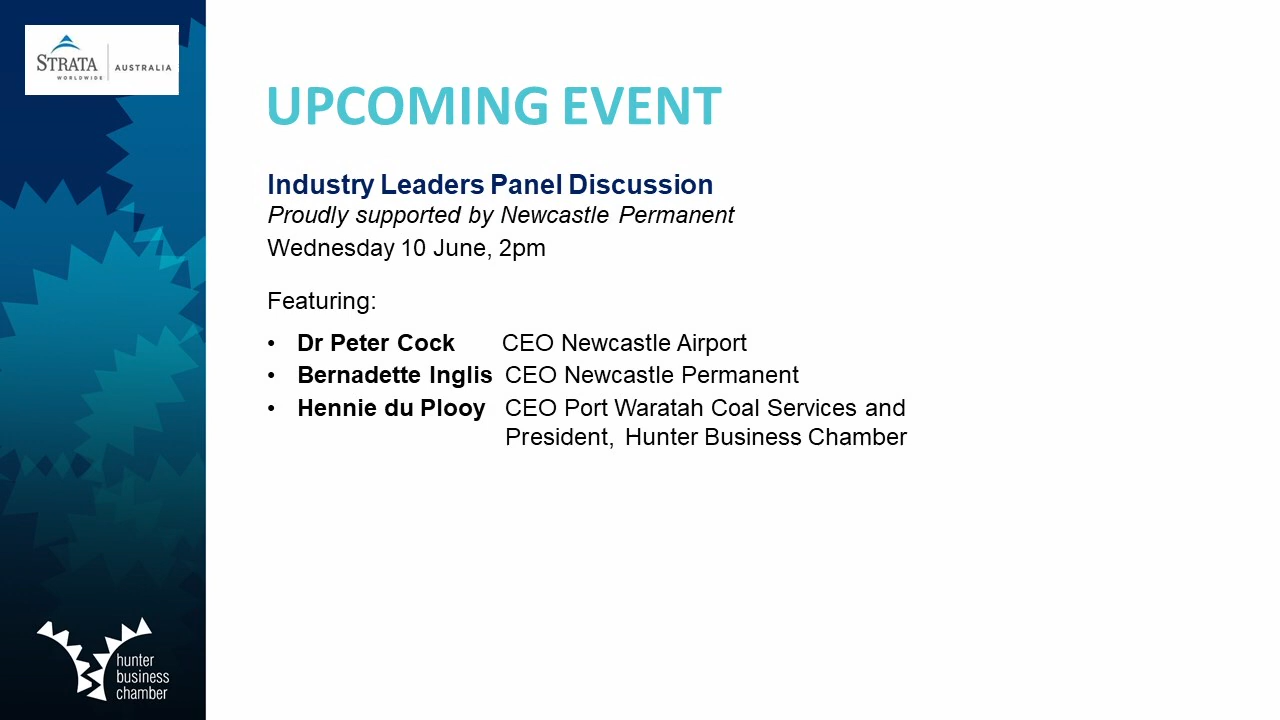 STRATA
WORLDWIDE
AUSTRALIA
UPCOMING EVENT
Industry Leaders Panel Discussion
Proudly supported by Newcastle Permanent
Wednesday 10 June, 2pm
Featuring:
• Dr Peter Cock CEO Newcastle Airport
• Bernadette Inglis CEO Newcastle Permanent
• Hennie du Plooy CEO Port Waratah Coal Services and
President, Hunter Business Chamber
hunter
business
chamber